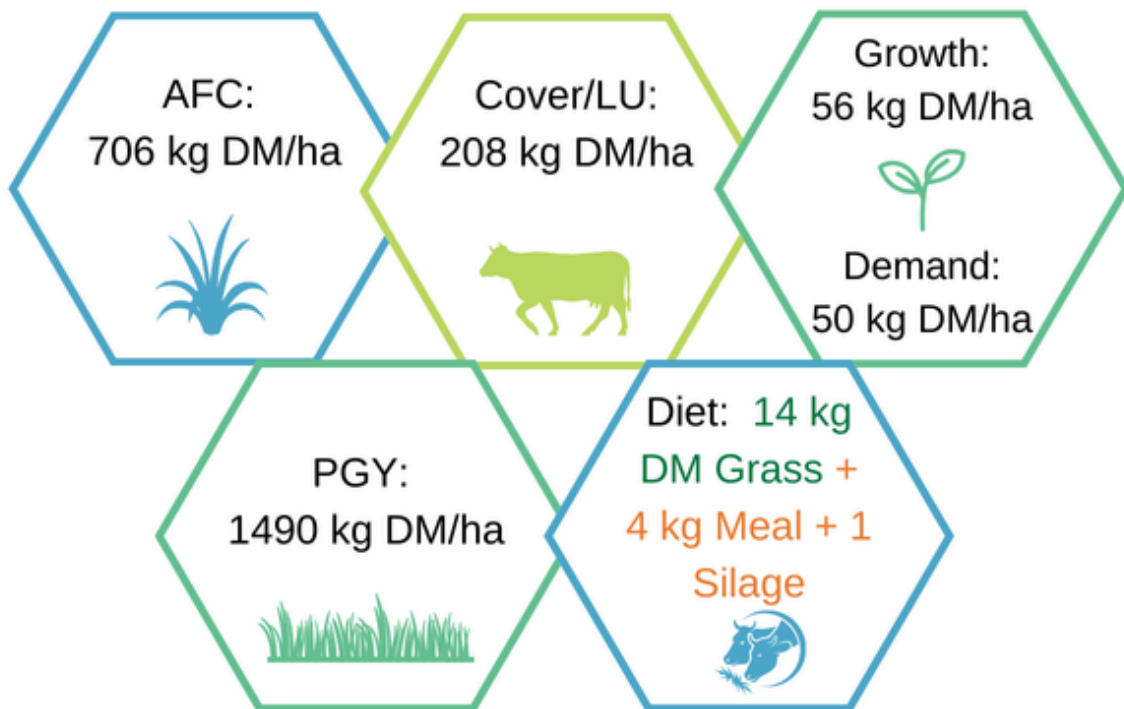 AFC:
706 kg DM/ha
Cover/LU:
208 kg DM/ha
Growth:
56 kg DM/ha
Demand:
50 kg DM/ha
PGY:
1490 kg DM/ha
Diet: 14 kg
DM Grass +
4 kg Meal + 1
Silage